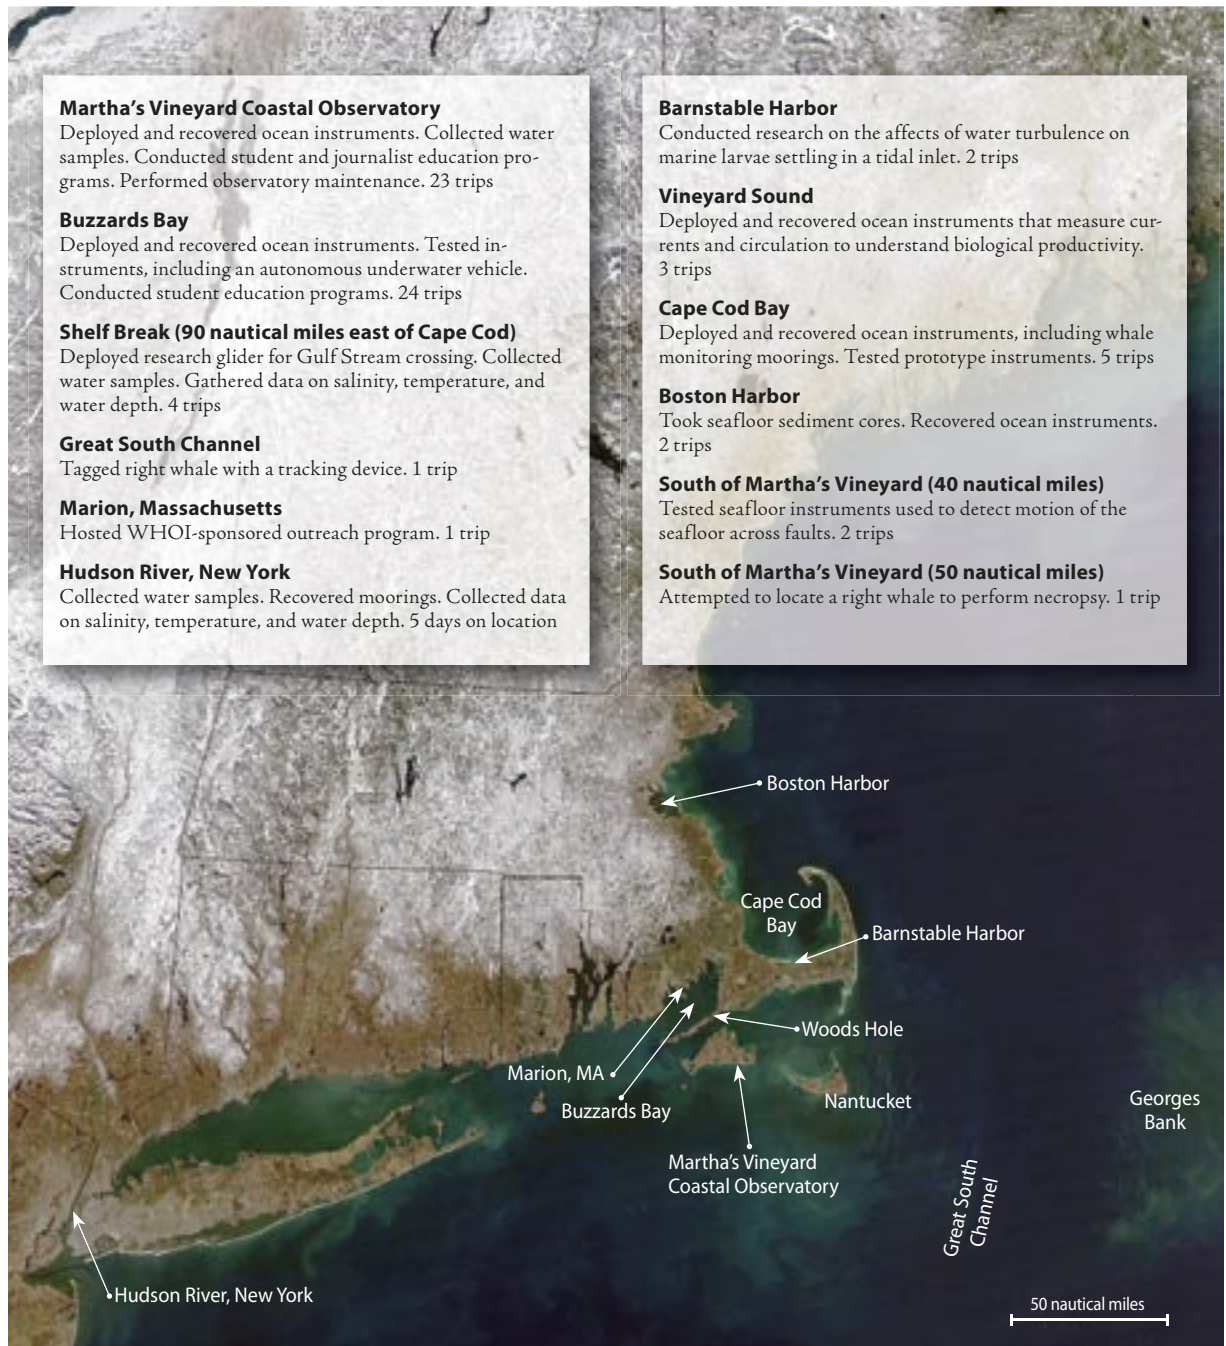 Martha's Vineyard Coastal Observatory
Deployed and recovered ocean instruments. Collected water
samples. Conducted student and journalist education pro-
grams. Performed observatory maintenance. 23 trips
Buzzards Bay
Deployed and recovered ocean instruments. Tested in-
struments, including an autonomous underwater vehicle.
Conducted student education programs. 24 trips
Shelf Break (90 nautical miles east of Cape Cod)
Deployed research glider for Gulf Stream crossing. Collected
water samples. Gathered data on salinity, temperature, and
water depth. 4 trips
Great South Channel
Tagged right whale with a tracking device. 1 trip
Marion, Massachusetts
Hosted WHOI-sponsored outreach program. 1 trip
Hudson River, New York
Collected water samples. Recovered moorings. Collected data
on salinity, temperature, and water depth. 5 days on location
Barnstable Harbor
Conducted research on the affects of water turbulence on
marine larvae settling in a tidal inlet. 2 trips
Vineyard Sound
Deployed and recovered ocean instruments that measure cur-
rents and circulation to understand biological productivity.
3 trips
Cape Cod Bay
Deployed and recovered ocean instruments, including whale
monitoring moorings. Tested prototype instruments. 5 trips
Boston Harbor
Took seafloor sediment cores. Recovered ocean instruments.
2 trips
South of Martha's Vineyard (40 nautical miles)
Tested seafloor instruments used to detect motion of the
seafloor across faults. 2 trips
South of Martha's Vineyard (50 nautical miles)
Attempted to locate a right whale to perform necropsy. 1 trip
Boston Harbor
Cape Cod
Bay
Barnstable Harbor
Woods Hole
Marion, MA
Buzzards Bay
Nantucket
Georges
Bank
Martha's Vineyard
Coastal Observatory
Great South
Channel
Hudson River, New York
50 nautical miles